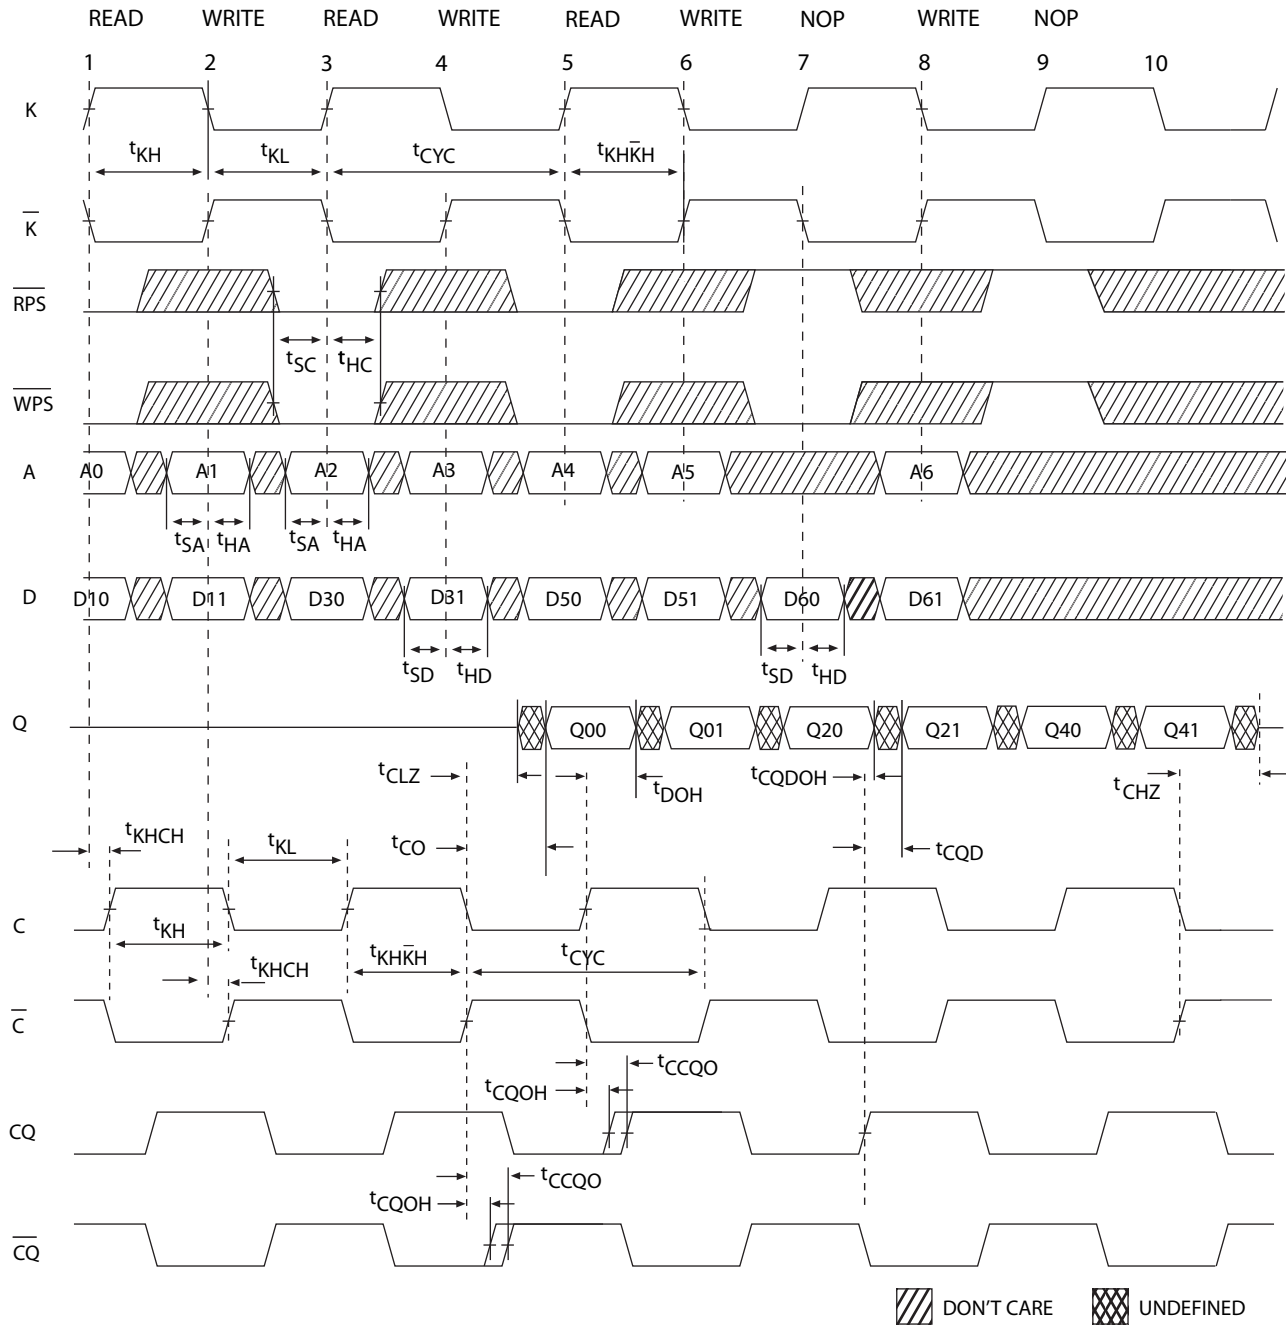 READ WRITE READ WRITE READ WRITE NOP WRITE NOP
1 2 3 4 5 6 7 8 9 10
K
tKH tKL tCYC tKHK̅H
K̅
R̅P̅S̅
tSC tHC
W̅P̅S̅
A A0 A1 A2 A3 A4 A5 A6
tSA tHA tSA tHA
D D10 D11 D30 D31 D50 D51 D60 D61
tSD tHD tSD tHD
Q Q00 Q01 Q20 Q21 Q40 Q41
tCLZ tDOH tCQDOH tCHZ
tKHCH tKL tCO tCQD
C
tKH tKHK̅H tCYC
tKHCH
C̅
tCCQO
tCQOH
CQ
tCCQO
tCQOH
C̅Q̅
DON'T CARE UNDEFINED